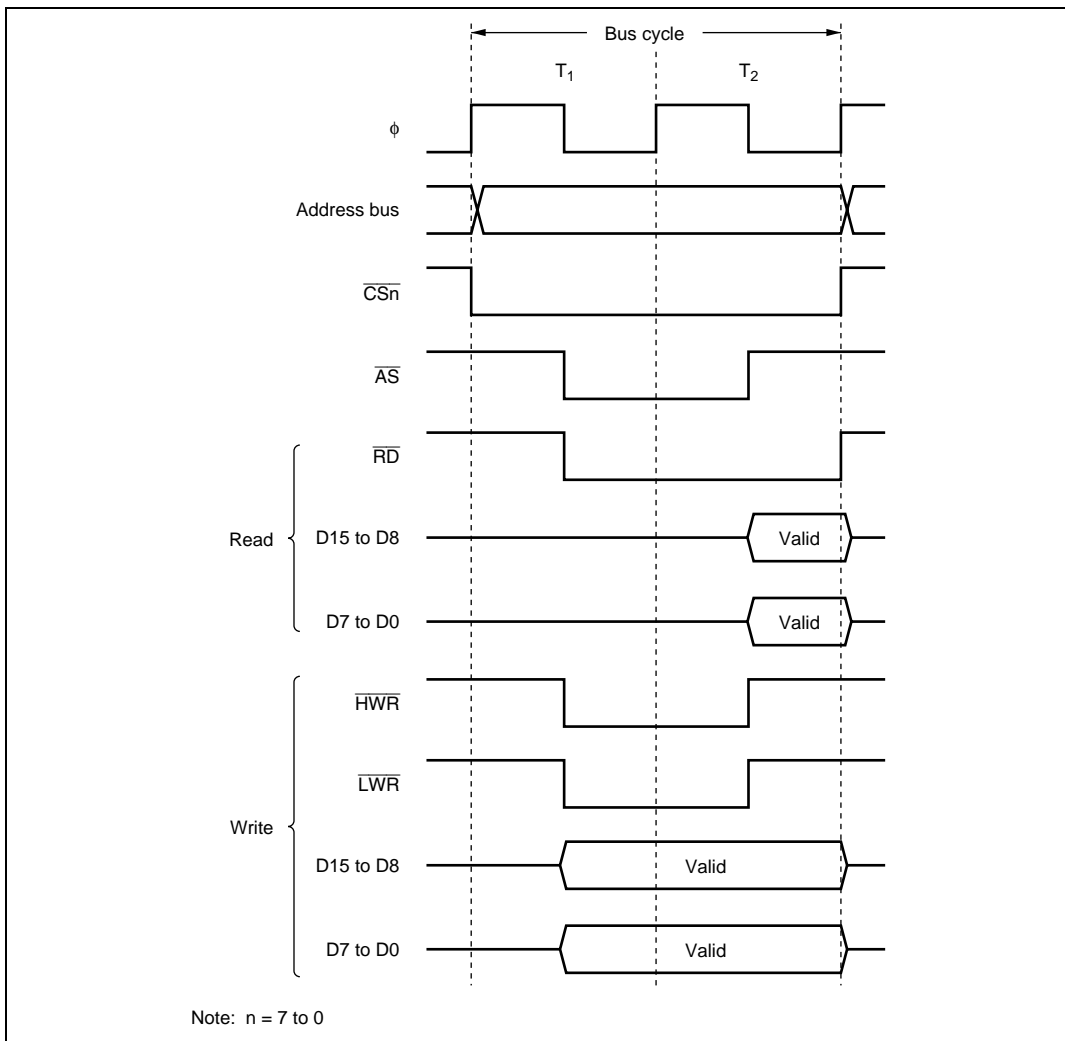 Bus cycle
T1
T2
ϕ
Address bus
CSn
AS
RD
Read
D15 to D8
Valid
D7 to D0
Valid
HWR
LWR
Write
D15 to D8
Valid
D7 to D0
Valid
Note: n = 7 to 0